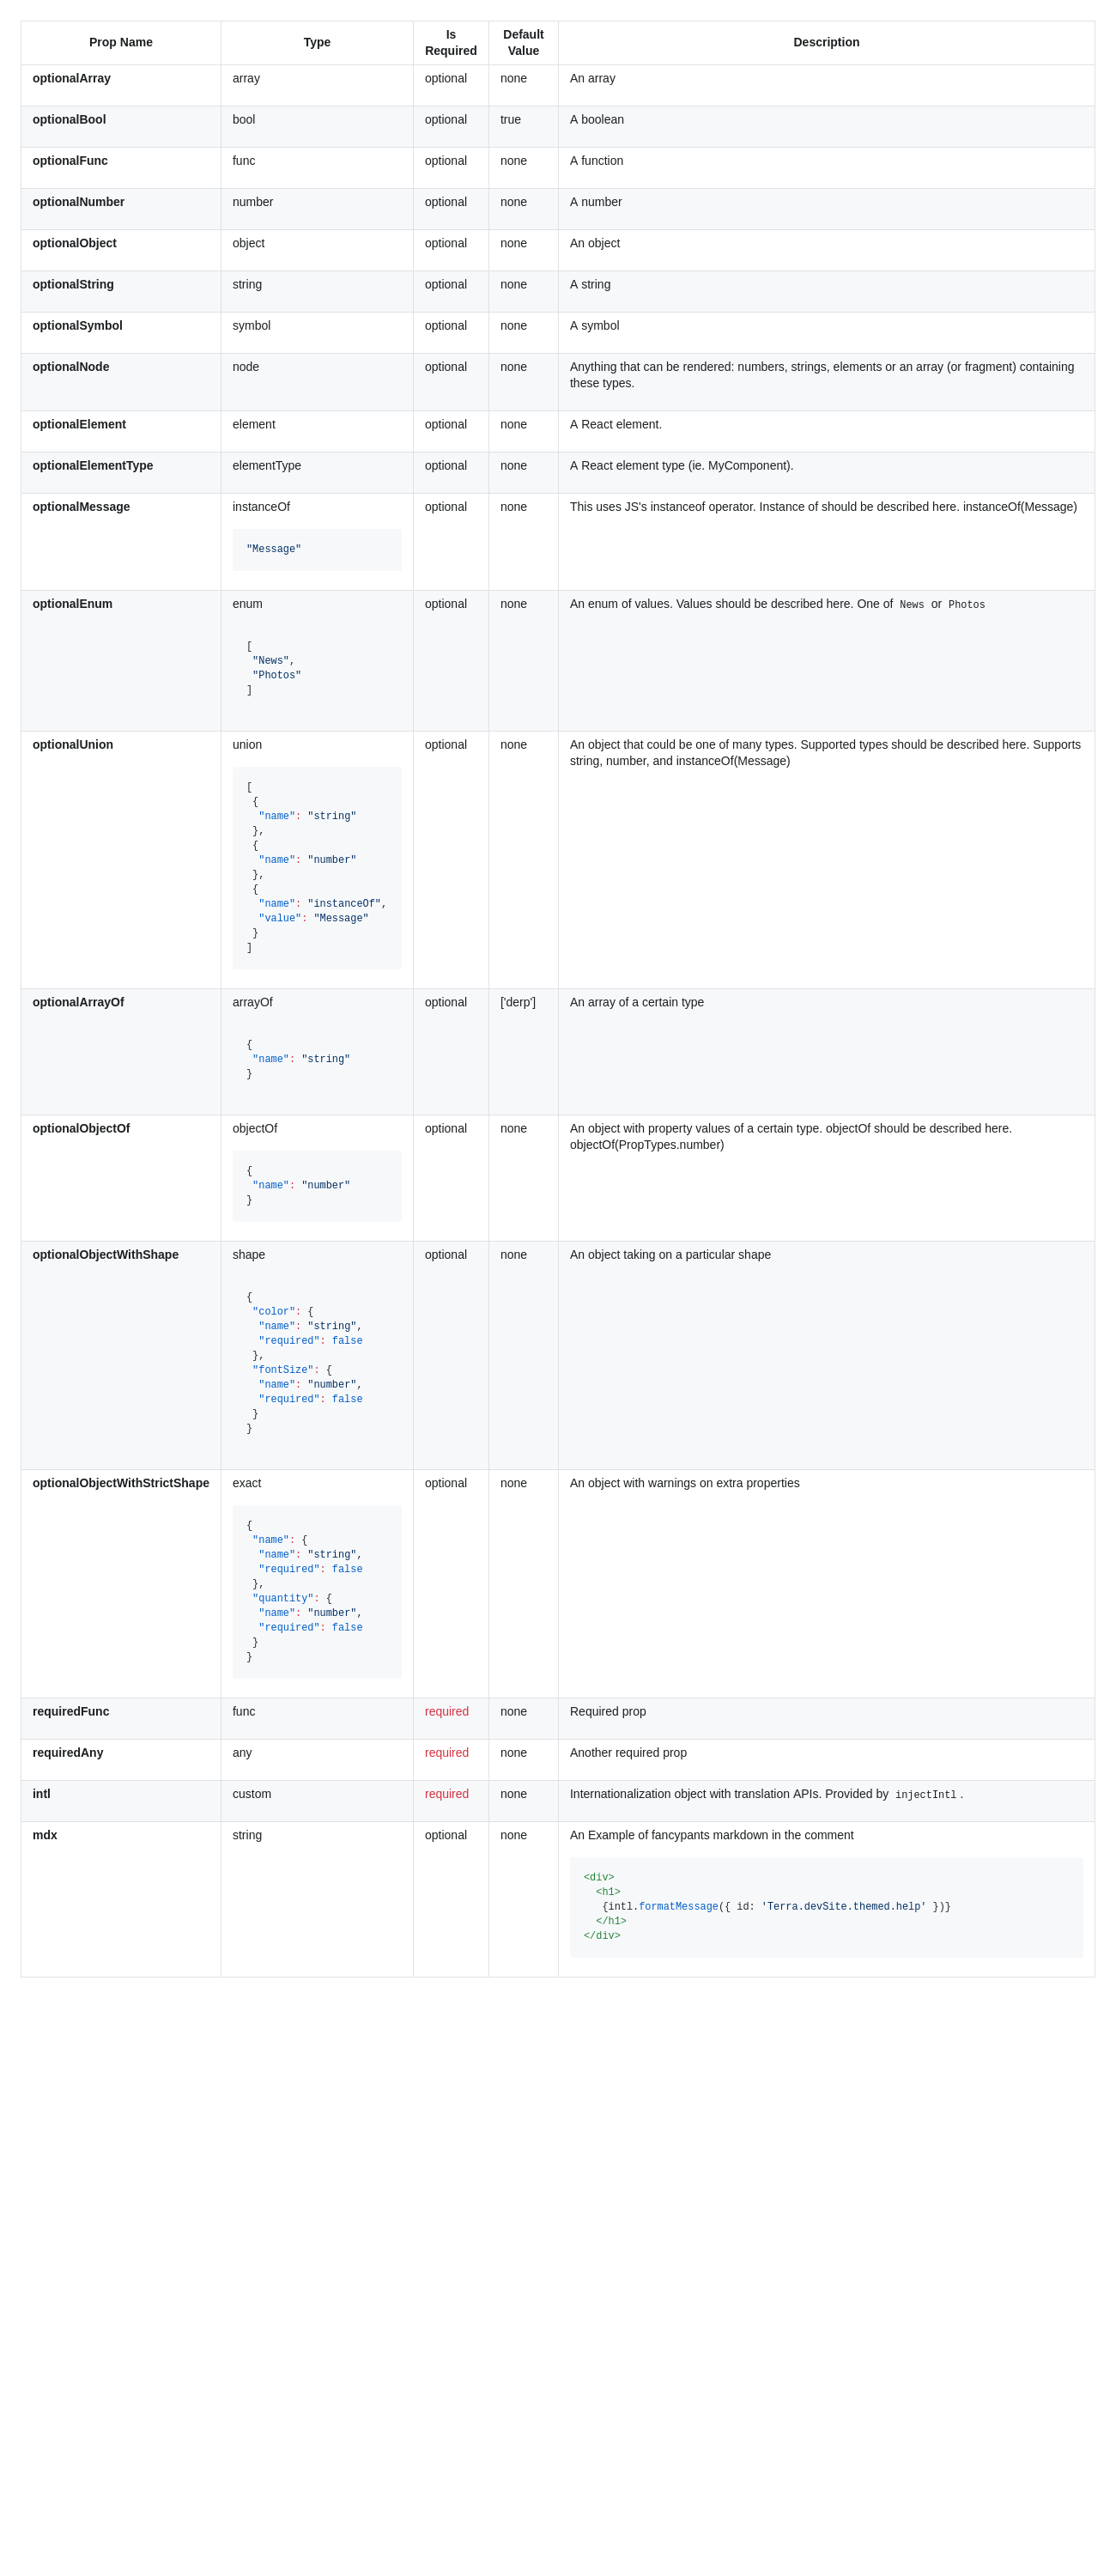 Prop Name Type Is Required Default Value Description
optionalArray array optional none An array
optionalBool bool optional true A boolean
optionalFunc func optional none A function
optionalNumber number optional none A number
optionalObject object optional none An object
optionalString string optional none A string
optionalSymbol symbol optional none A symbol
optionalNode node optional none Anything that can be rendered: numbers, strings, elements or an array (or fragment) containing
these types.
optionalElement element optional none A React element.
optionalElementType elementType optional none A React element type (ie. MyComponent).
optionalMessage instanceOf optional none This uses JS's instanceof operator. Instance of should be described here. instanceOf(Message)
"Message"
optionalEnum enum optional none An enum of values. Values should be described here. One of News or Photos
[
"News",
"Photos"
]
optionalUnion union optional none An object that could be one of many types. Supported types should be described here. Supports
string, number, and instanceOf(Message)
[
{
"name": "string"
},
{
"name": "number"
},
{
"name": "instanceOf",
"value": "Message"
}
]
optionalArrayOf arrayOf optional ['derp'] An array of a certain type
{
"name": "string"
}
optionalObjectOf objectOf optional none An object with property values of a certain type. objectOf should be described here.
objectOf(PropTypes.number)
{
"name": "number"
}
optionalObjectWithShape shape optional none An object taking on a particular shape
{
"color": {
"name": "string",
"required": false
},
"fontSize": {
"name": "number",
"required": false
}
}
optionalObjectWithStrictShape exact optional none An object with warnings on extra properties
{
"name": {
"name": "string",
"required": false
},
"quantity": {
"name": "number",
"required": false
}
}
requiredFunc func required none Required prop
requiredAny any required none Another required prop
intl custom required none Internationalization object with translation APIs. Provided by injectIntl.
mdx string optional none An Example of fancypants markdown in the comment
<div>
<h1>
{intl.formatMessage({ id: 'Terra.devSite.themed.help' })}
</h1>
</div>